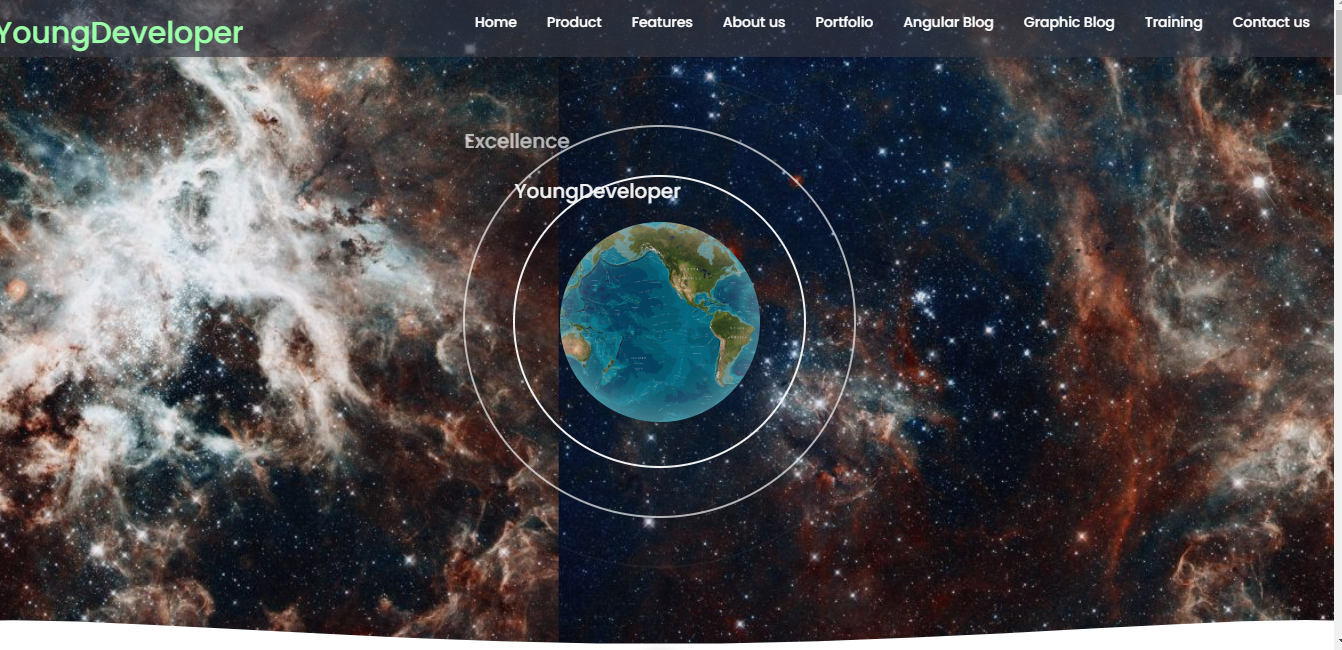 YoungDeveloper
Home Product Features About us Portfolio Angular Blog Graphic Blog Training Contact us
Excellence
YoungDeveloper